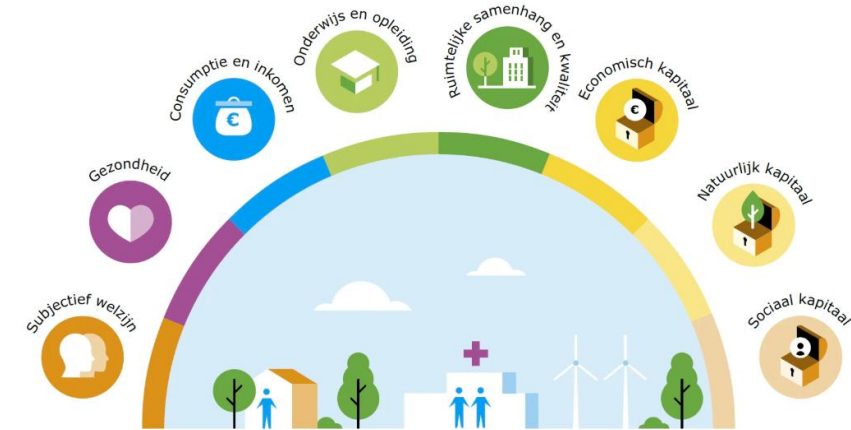 Subjectief welzijn
Gezondheid
Consumptie en inkomen
€
Onderwijs en opleiding
Ruimtelijke samenhang en kwaliteit
Economisch kapitaal
€
Natuurlijk kapitaal
Sociaal kapitaal